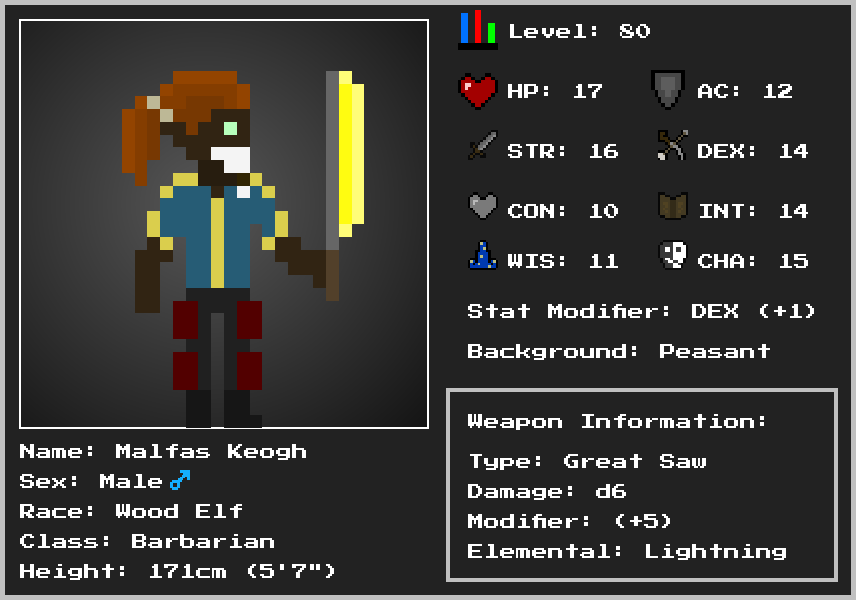 Level: 80
HP: 17 AC: 12
STR: 16 DEX: 14
CON: 10 INT: 14
WIS: 11 CHA: 15
Stat Modifier: DEX (+1)
Background: Peasant
Weapon Information:
Type: Great Saw
Damage: d6
Modifier: (+5)
Elemental: Lightning
Name: Malfas Keogh
Sex: Male♂
Race: Wood Elf
Class: Barbarian
Height: 171cm (5'7")